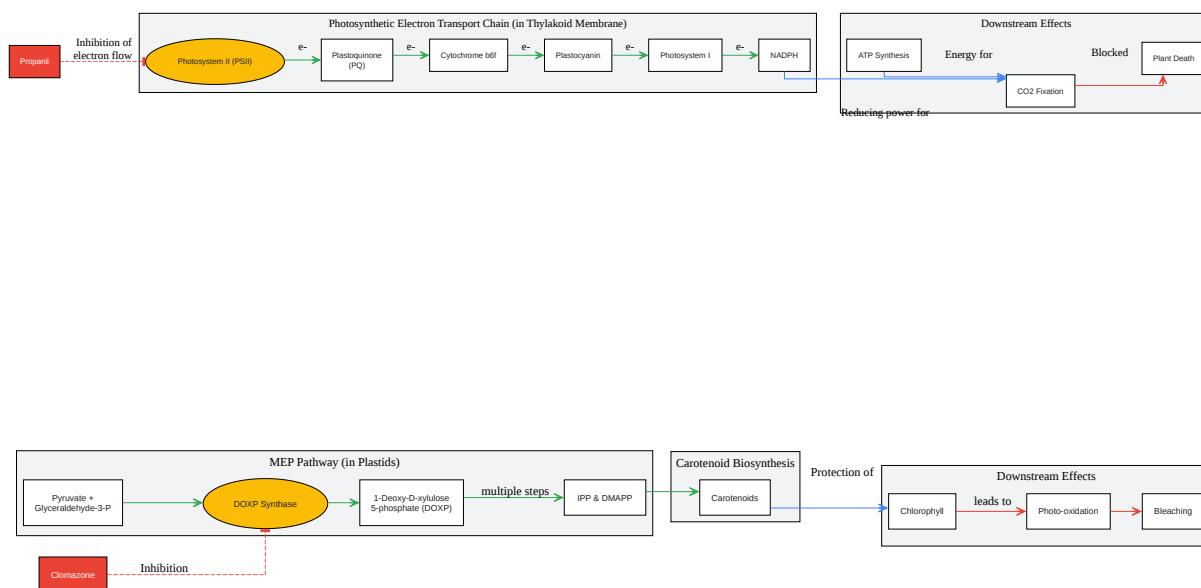 Photosynthetic Electron Transport Chain (in Thylakoid Membrane)
Downstream Effects
Propanil
Inhibition of
electron flow
Photosystem II (PSII)
e-
Plastoquinone
(PQ)
e-
Cytochrome b6f
e-
Plastocyanin
e-
Photosystem I
e-
NADPH
ATP Synthesis
Energy for
CO2 Fixation
Blocked
Plant Death
Reducing power for
MEP Pathway (in Plastids)
Carotenoid Biosynthesis
Protection of
Downstream Effects
Pyruvate +
Glyceraldehyde-3-P
DOXP Synthase
1-Deoxy-D-xylulose
5-phosphate (DOXP)
multiple steps
IPP & DMAPP
Carotenoids
Chlorophyll
leads to
Photo-oxidation
Bleaching
Clomazone
Inhibition